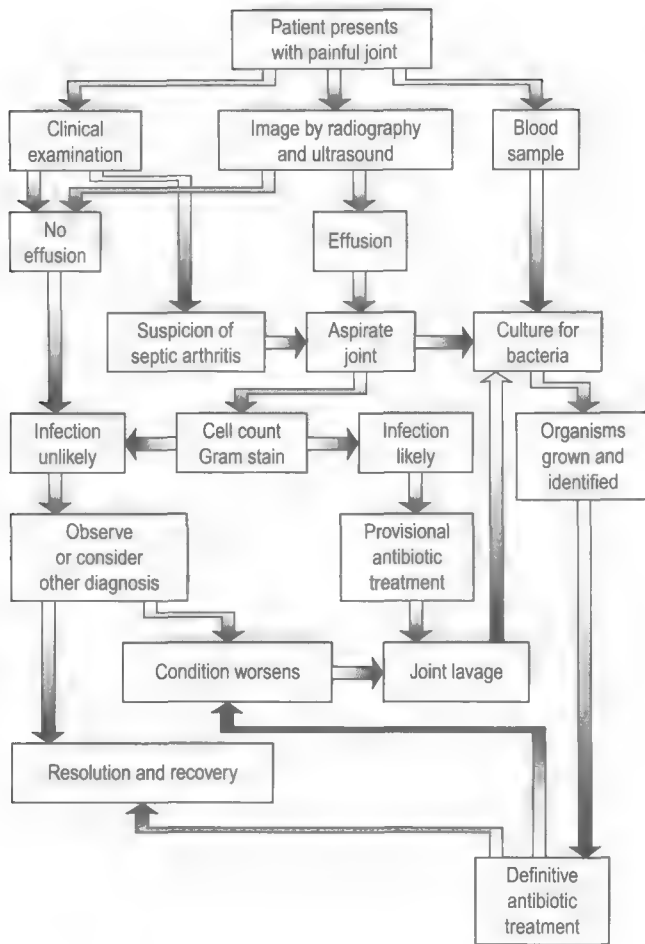 Patient presents
with painful joint
Clinical
examination
Image by radiography
and ultrasound
Blood
sample
No
effusion
Effusion
Suspicion of
septic arthritis
Aspirate
joint
Culture for
bacteria
Infection
unlikely
Cell count
Gram stain
Infection
likely
Organisms
grown and
identified
Observe
or consider
other diagnosis
Provisional
antibiotic
treatment
Condition worsens
Joint lavage
Resolution and recovery
Definitive
antibiotic
treatment